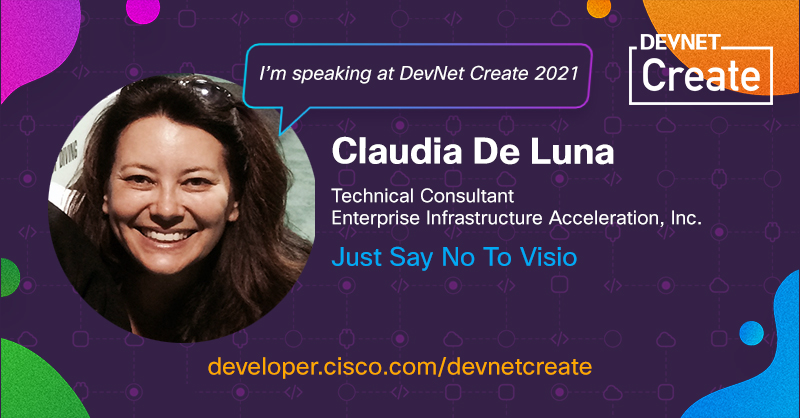 I'm speaking at DevNet Create 2021
DEVNET
Create
Claudia De Luna
Technical Consultant
Enterprise Infrastructure Acceleration, Inc.
Just Say No To Visio
DIVING
developer.cisco.com/devnetcreate